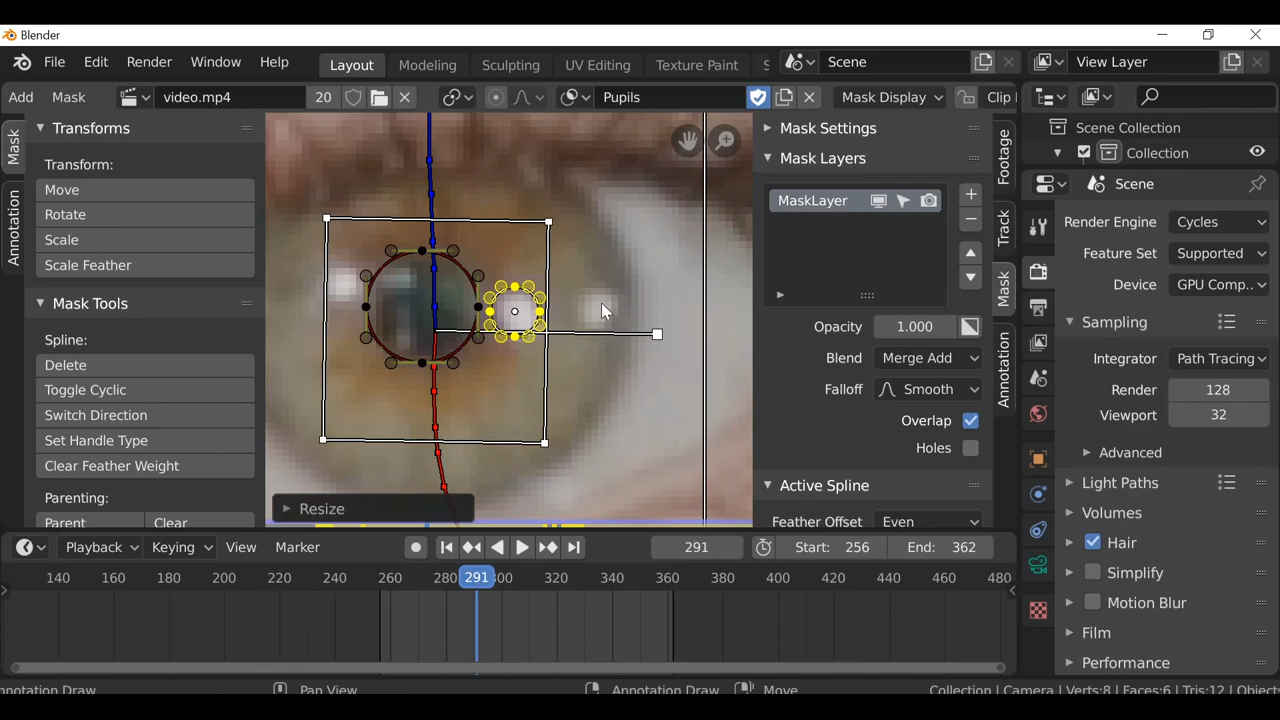 Blender
File Edit Render Window Help Layout Modeling Sculpting UV Editing Texture Paint S Scene View Layer
Add Mask video.mp4 20 Pupils Mask Display Clip
Transforms
Transform:
Move
Rotate
Scale
Scale Feather
Mask Tools
Spline:
Delete
Toggle Cyclic
Switch Direction
Set Handle Type
Clear Feather Weight
Parenting:
Parent Clear
Mask
Annotation
Resize
Mask Settings
Mask Layers
MaskLayer
Opacity 1.000
Blend Merge Add
Falloff Smooth
Overlap
Holes
Active Spline
Feather Offset Even
Footage
Track
Mask
Annotation
Scene Collection
Collection
Scene
Render Engine Cycles
Feature Set Supported
Device GPU Comp..
Sampling
Integrator Path Tracing
Render 128
Viewport 32
Advanced
Light Paths
Volumes
Hair
Simplify
Motion Blur
Film
Performance
Playback Keying View Marker 291 Start: 256 End: 362
140 160 180 200 220 240 260 280 291 300 320 340 360 380 400 420 440 460 480
nnotation Draw Pan View Annotation Draw Move Collection | Camera | Verts:8 | Faces:6 | Tris:12 | Objects